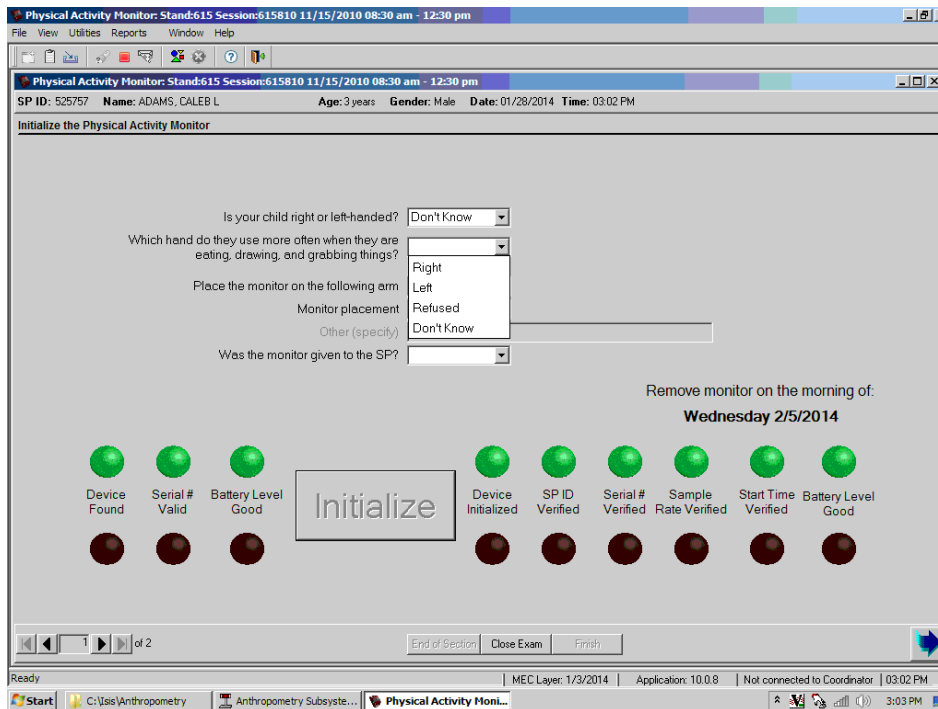 Physical Activity Monitor: Stand:615 Session:615810 11/15/2010 08:30 am - 12:30 pm
File View Utilities Reports Window Help
Physical Activity Monitor: Stand:615 Session:615810 11/15/2010 08:30 am - 12:30 pm
SP ID: 525757 Name: ADAMS, CALEB L Age: 3 years Gender: Male Date: 01/28/2014 Time: 03:02 PM
Initialize the Physical Activity Monitor
Is your child right or left-handed? Don't Know
Which hand do they use more often when they are
eating, drawing, and grabbing things?
Right
Place the monitor on the following arm Left
Monitor placement Refused
Other (specify) Don't Know
Was the monitor given to the SP?
Remove monitor on the morning of:
Wednesday 2/5/2014
Device Found
Serial # Valid
Battery Level Good
Initialize
Device Initialized
SP ID Verified
Serial # Verified
Sample Rate Verified
Start Time Verified
Battery Level Good
1 of 2
End of Section Close Exam Finish
Ready MEC Layer: 1/3/2014 Application: 10.0.8 Not connected to Coordinator 03:02 PM
Start C:\Isis\Anthropometry Anthropometry Subsyste... Physical Activity Moni... 3:03 PM